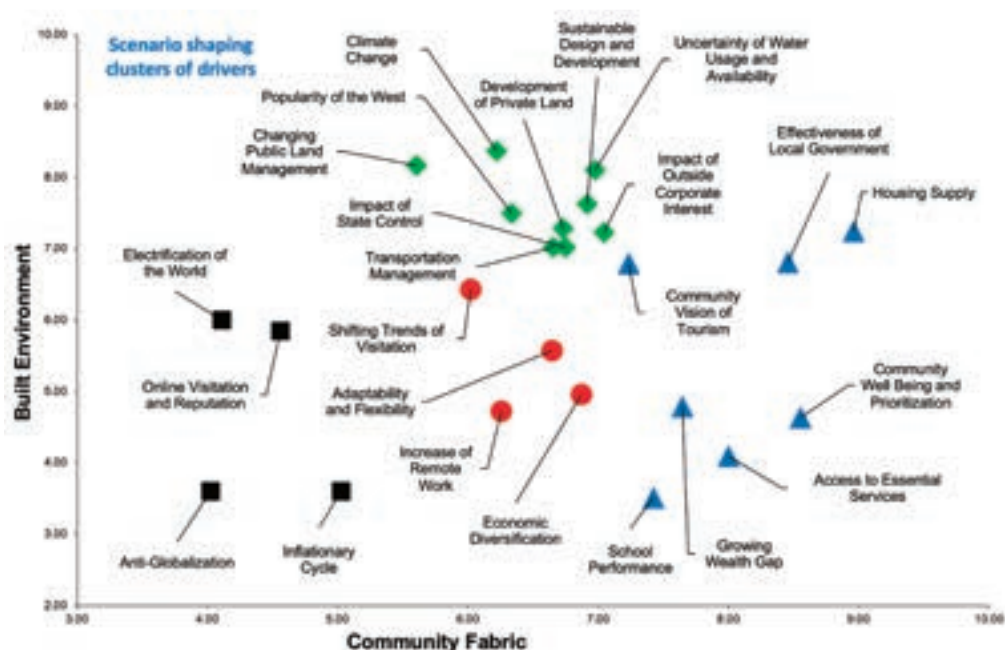 Scenario shaping
clusters of drivers
Climate
Change
Sustainable
Design and
Development
Uncertainty of Water
Usage and
Availability
Popularity of the West
Development
of Private Land
Effectiveness of
Local Government
Changing
Public Land
Management
Impact of
Outside
Corporate
Interest
Housing Supply
Impact of
State Control
Electrification of
the World
Transportation
Management
Community
Vision of
Tourism
Shifting Trends of
Visitation
Online Visitation
and Reputation
Adaptability
and Flexibility
Community
Well Being and
Prioritization
Increase of
Remote
Work
Access to Essential
Services
Economic
Diversification
Anti-Globalization
Inflationary
Cycle
School
Performance
Growing
Wealth Gap
Built Environment
10.00
9.00
8.00
7.00
6.00
5.00
4.00
3.00
2.00
3.00 4.00 5.00 6.00 7.00 8.00 9.00 10.00
Community Fabric